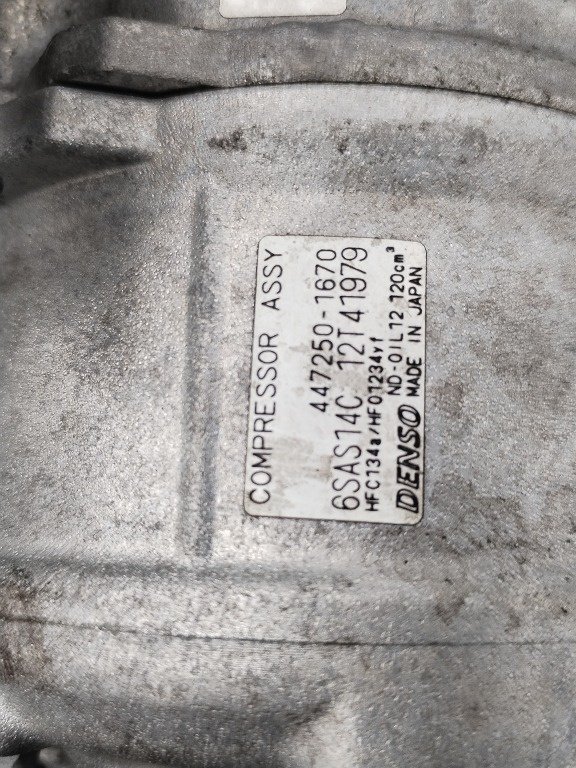 COMPRESSOR ASSY
447250-1670
6SAS14C 12T41979
HFC134a/HFO1234yf
ND-OIL12 120cm³
DENSO MADE IN JAPAN